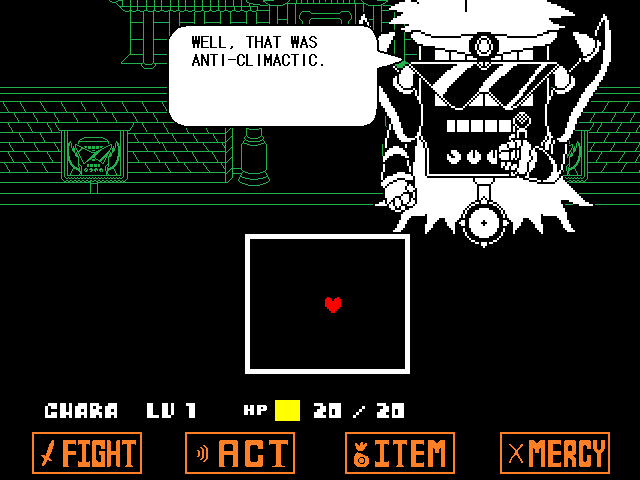 WELL, THAT WAS
ANTI-CLIMACTIC.
CHARA LV 1 HP 20 / 20
FIGHT ACT ITEM MERCY